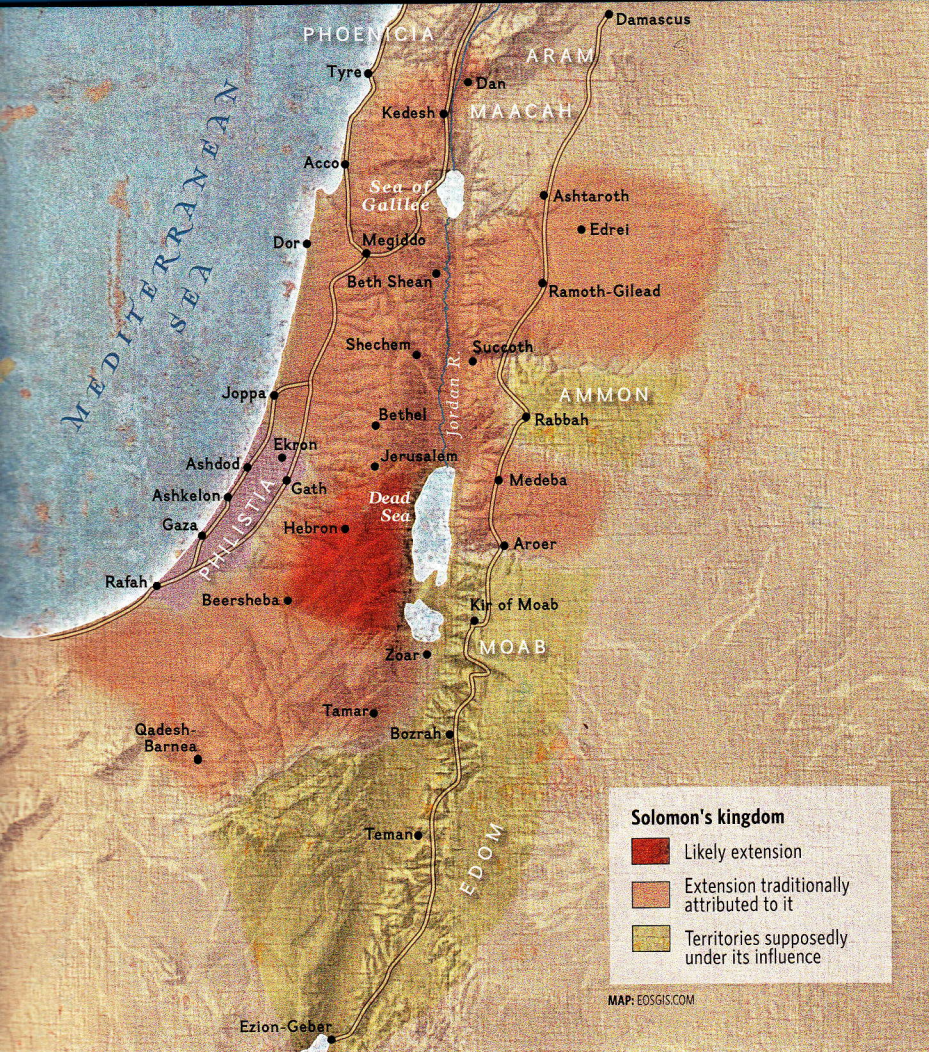 Damascus
PHOENICIA
ARAM
Tyre
Dan
Kedesh
MAACAH
Acco
Sea of
Galilee
Ashtaroth
Edrei
Dor
Megiddo
Beth Shean
Ramoth-Gilead
MEDITERRANEAN
SEA
Shechem
Succoth
Jordan R.
Joppa
AMMON
Bethel
Rabbah
Ekron
Jerusalem
Ashdod
Gath
Medeba
Ashkelon
Dead
Sea
PHILISTIA
Gaza
Hebron
Aroer
Rafah
Beersheba
Kir of Moab
MOAB
Zoar
Tamar
Qadesh-
Barnea
Bozrah
Teman
EDOM
Solomon's kingdom
Likely extension
Extension traditionally
attributed to it
Territories supposedly
under its influence
MAP: EOSGIS.COM
Ezion-Geber